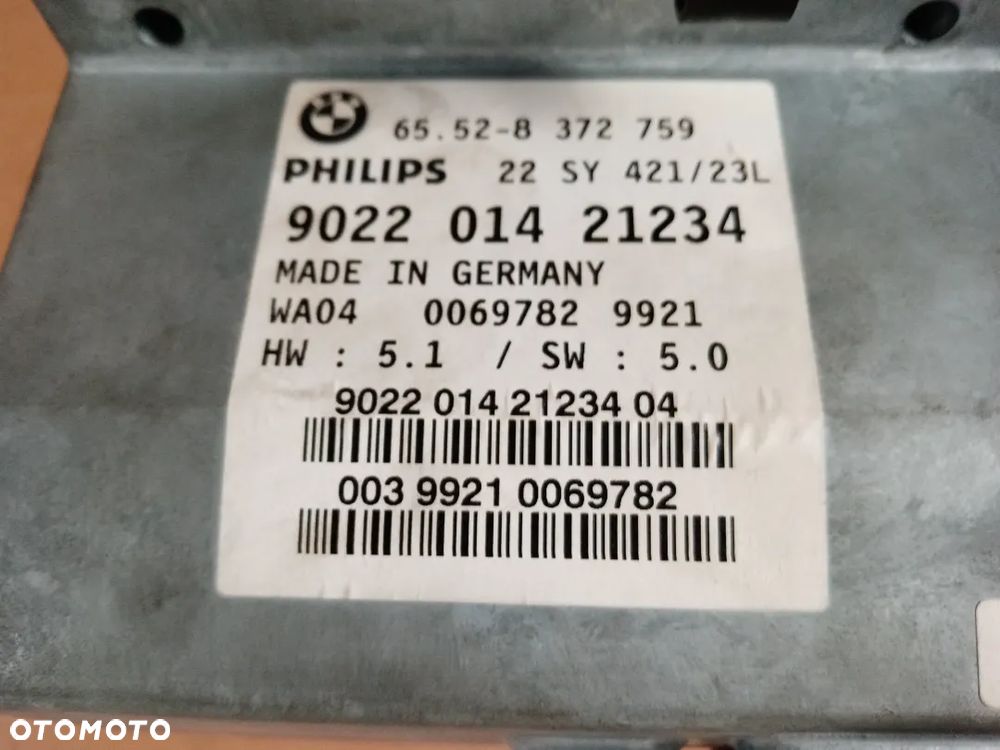 65.52-8 372 759
PHILIPS 22 SY 421/23L
9022 014 21234
MADE IN GERMANY
WA04 0069782 9921
HW : 5.1 / SW : 5.0
9022 014 21234 04
003 9921 0069782
OTOMOTO